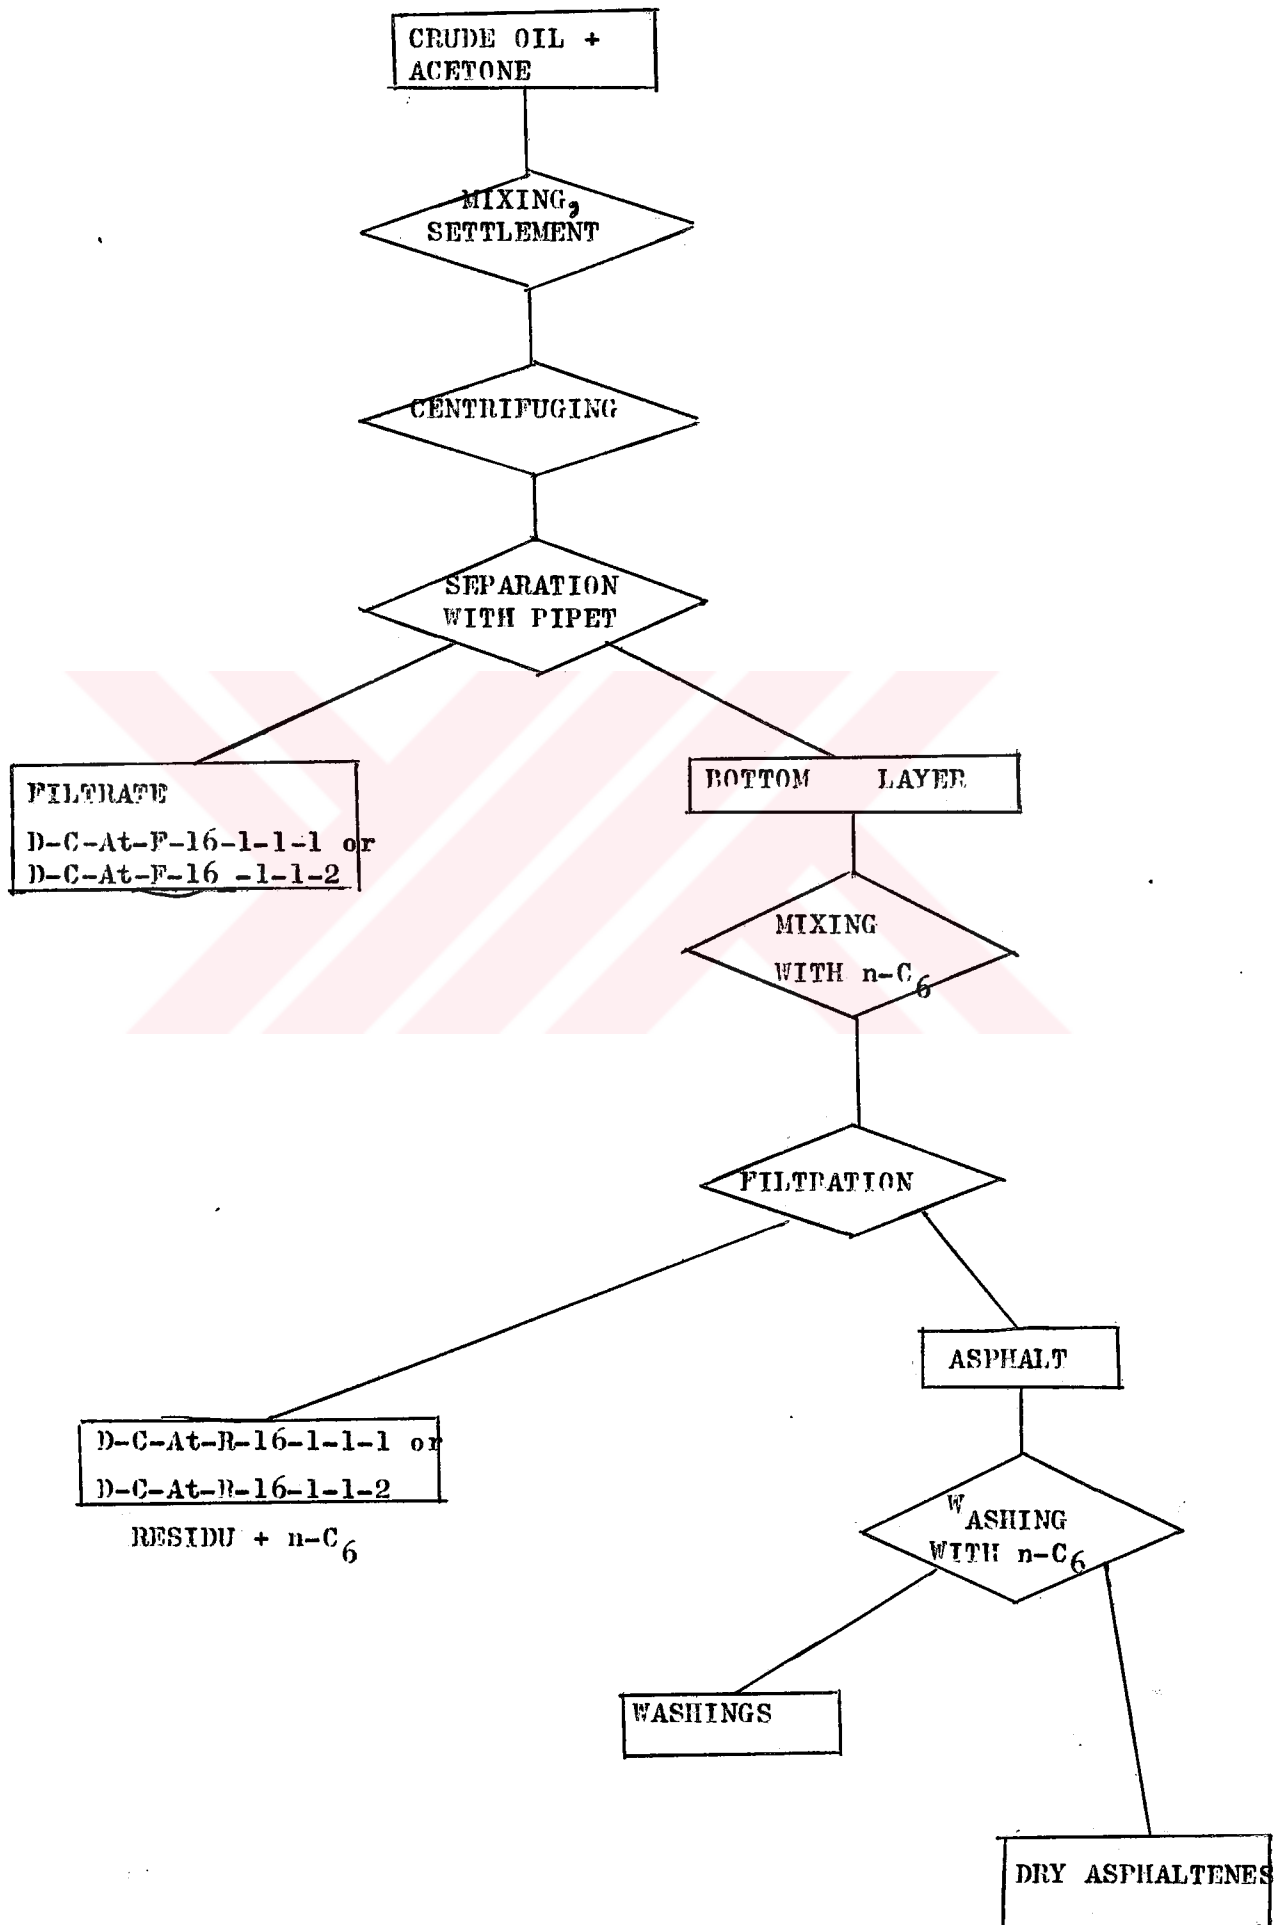 CRUDE OIL +
ACETONE
MIXING,
SETTLEMENT
CENTRIFUGING
SEPARATION
WITH PIPET
FILTRATE
D-C-At-F-16-1-1-1 or
D-C-At-F-16 -1-1-2
BOTTOM LAYER
MIXING
WITH n-C6
FILTRATION
ASPHALT
D-C-At-R-16-1-1-1 or
D-C-At-R-16-1-1-2
RESIDU + n-C6
WASHING
WITH n-C6
WASHINGS
DRY ASPHALTENES